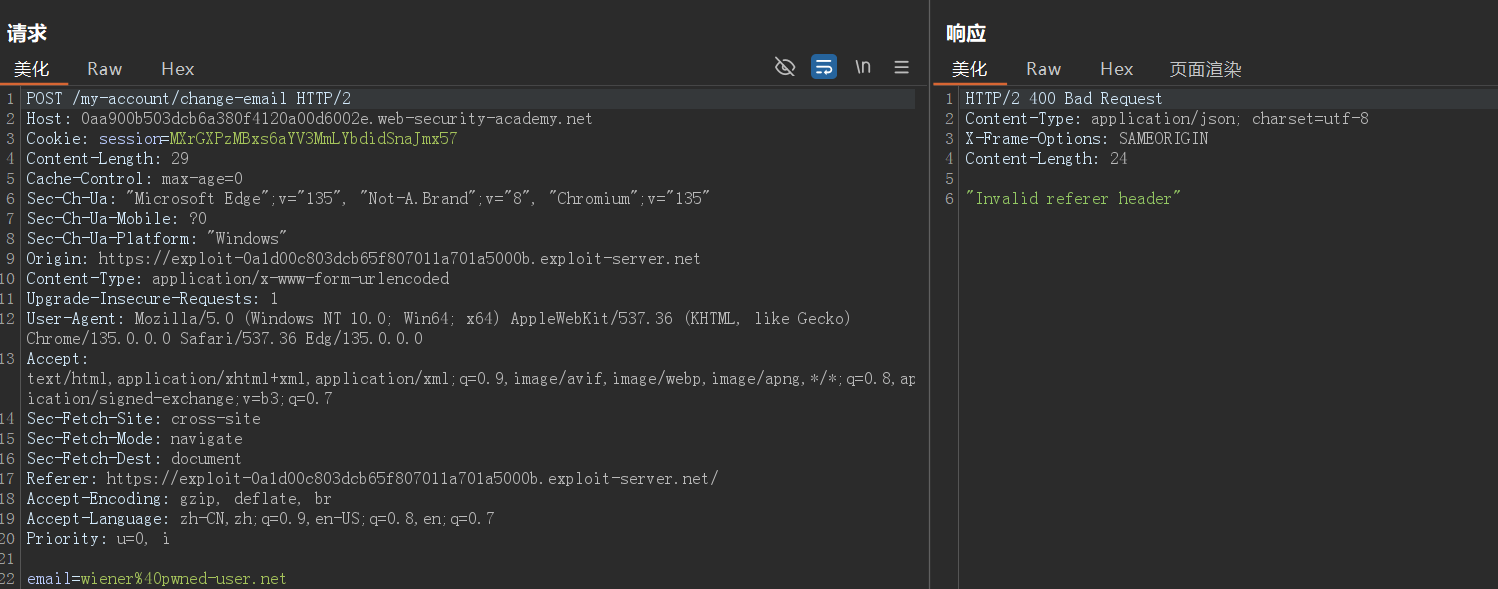 请求
美化 Raw Hex
\n
1 POST /my-account/change-email HTTP/2
2 Host: 0aa900b503dcb6a380f4120a00d6002e.web-security-academy.net
3 Cookie: session=MXrGXPzMBxs6aYV3MmLYbdidSnaJmx57
4 Content-Length: 29
5 Cache-Control: max-age=0
6 Sec-Ch-Ua: "Microsoft Edge";v="135", "Not-A.Brand";v="8", "Chromium";v="135"
7 Sec-Ch-Ua-Mobile: ?0
8 Sec-Ch-Ua-Platform: "Windows"
9 Origin: https://exploit-0a1d00c803dcb65f807011a701a5000b.exploit-server.net
10 Content-Type: application/x-www-form-urlencoded
11 Upgrade-Insecure-Requests: 1
12 User-Agent: Mozilla/5.0 (Windows NT 10.0; Win64; x64) AppleWebKit/537.36 (KHTML, like Gecko)
Chrome/135.0.0.0 Safari/537.36 Edg/135.0.0.0
13 Accept:
text/html,application/xhtml+xml,application/xml;q=0.9,image/avif,image/webp,image/apng,*/*;q=0.8,ap
ication/signed-exchange;v=b3;q=0.7
14 Sec-Fetch-Site: cross-site
15 Sec-Fetch-Mode: navigate
16 Sec-Fetch-Dest: document
17 Referer: https://exploit-0a1d00c803dcb65f807011a701a5000b.exploit-server.net/
18 Accept-Encoding: gzip, deflate, br
19 Accept-Language: zh-CN,zh;q=0.9,en-US;q=0.8,en;q=0.7
20 Priority: u=0, i
21
22 email=wiener%40pwned-user.net
响应
美化 Raw Hex 页面渲染
1 HTTP/2 400 Bad Request
2 Content-Type: application/json; charset=utf-8
3 X-Frame-Options: SAMEORIGIN
4 Content-Length: 24
5
6 "Invalid referer header"